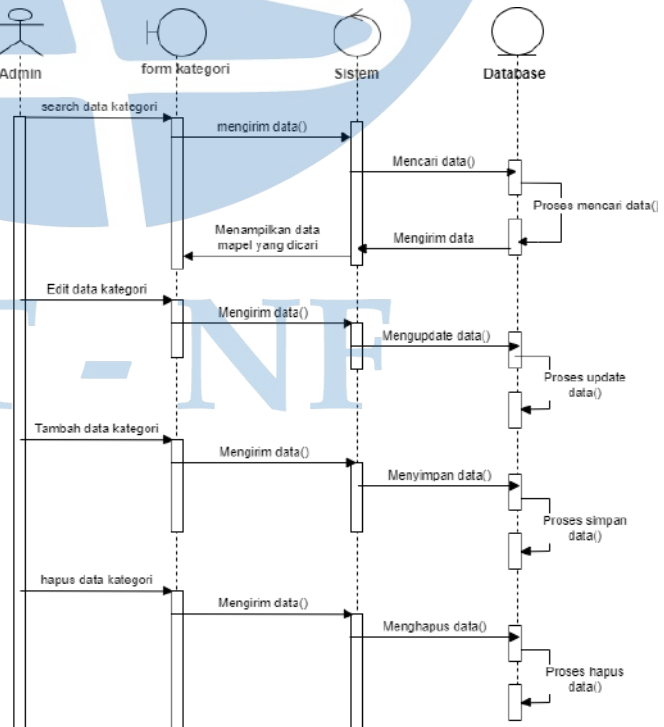 Admin
form kategori
Sistem
Database
search data kategori
mengirim data()
Mencari data()
Proses mencari data()
Mengirim data
Menampilkan data
mapel yang dicari
Edit data kategori
Mengirim data()
Mengupdate data()
Proses update
data()
Tambah data kategori
Mengirim data()
Menyimpan data()
Proses simpan
data()
hapus data kategori
Mengirim data()
Menghapus data()
Proses hapus
data()
T - NF